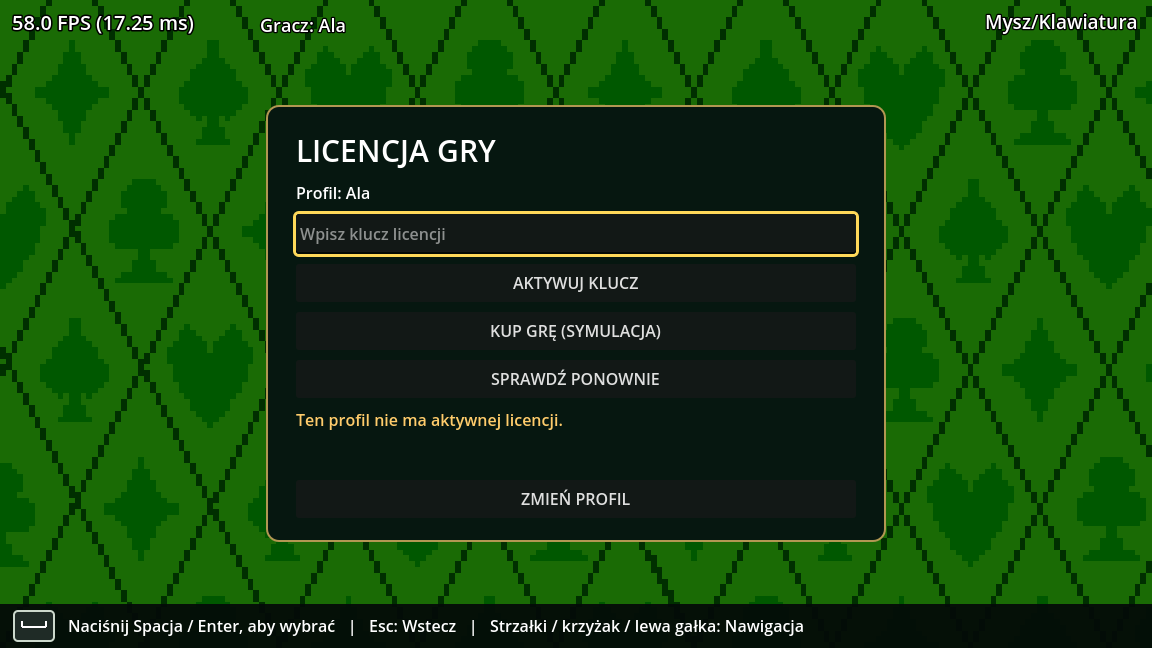 58.0 FPS (17.25 ms)
Gracz: Ala
Mysz/Klawiatura
LICENCJA GRY
Profil: Ala
Wpisz klucz licencji
AKTYWUJ KLUCZ
KUP GRĘ (SYMULACJA)
SPRAWDŹ PONOWNIE
Ten profil nie ma aktywnej licencji.
ZMIEŃ PROFIL
Naciśnij Spacja / Enter, aby wybrać | Esc: Wstecz | Strzałki / krzyżak / lewa gałka: Nawigacja